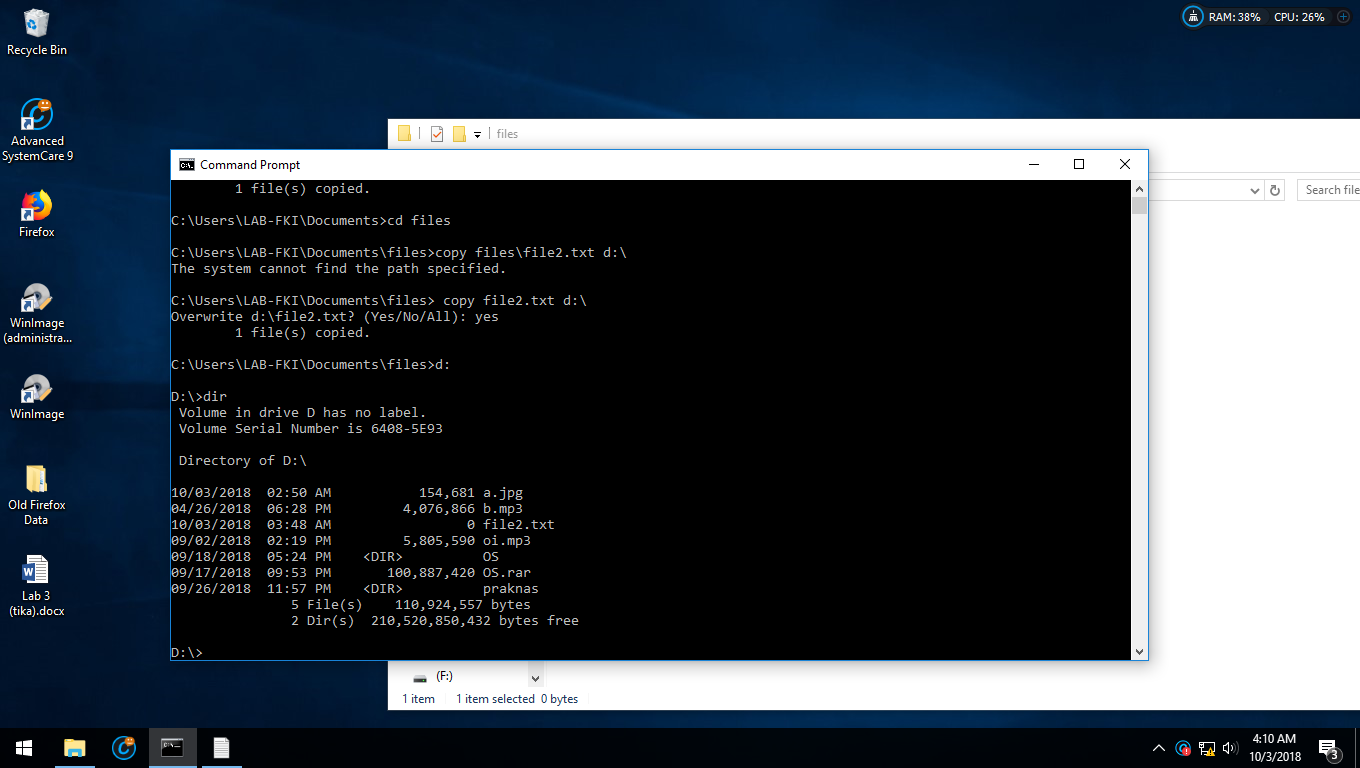 Recycle Bin
Advanced
SystemCare 9
Firefox
WinImage
(administra...
WinImage
Old Firefox
Data
Lab 3
(tika).docx
RAM: 38% CPU: 26%
files
Search file
Command Prompt
        1 file(s) copied.
C:\Users\LAB-FKI\Documents>cd files
C:\Users\LAB-FKI\Documents\files>copy files\file2.txt d:\
The system cannot find the path specified.
C:\Users\LAB-FKI\Documents\files> copy file2.txt d:\
Overwrite d:\file2.txt? (Yes/No/All): yes
        1 file(s) copied.
C:\Users\LAB-FKI\Documents\files>d:
D:\>dir
 Volume in drive D has no label.
 Volume Serial Number is 6408-5E93
 Directory of D:\
10/03/2018  02:50 AM           154,681 a.jpg
04/26/2018  06:28 PM         4,076,866 b.mp3
10/03/2018  03:48 AM                 0 file2.txt
09/02/2018  02:19 PM         5,805,590 oi.mp3
09/18/2018  05:24 PM    <DIR>          OS
09/17/2018  09:53 PM       100,887,420 OS.rar
09/26/2018  11:57 PM    <DIR>          praknas
               5 File(s)    110,924,557 bytes
               2 Dir(s)  210,520,850,432 bytes free
D:\>
(F:)
1 item 1 item selected 0 bytes
4:10 AM
10/3/2018
3